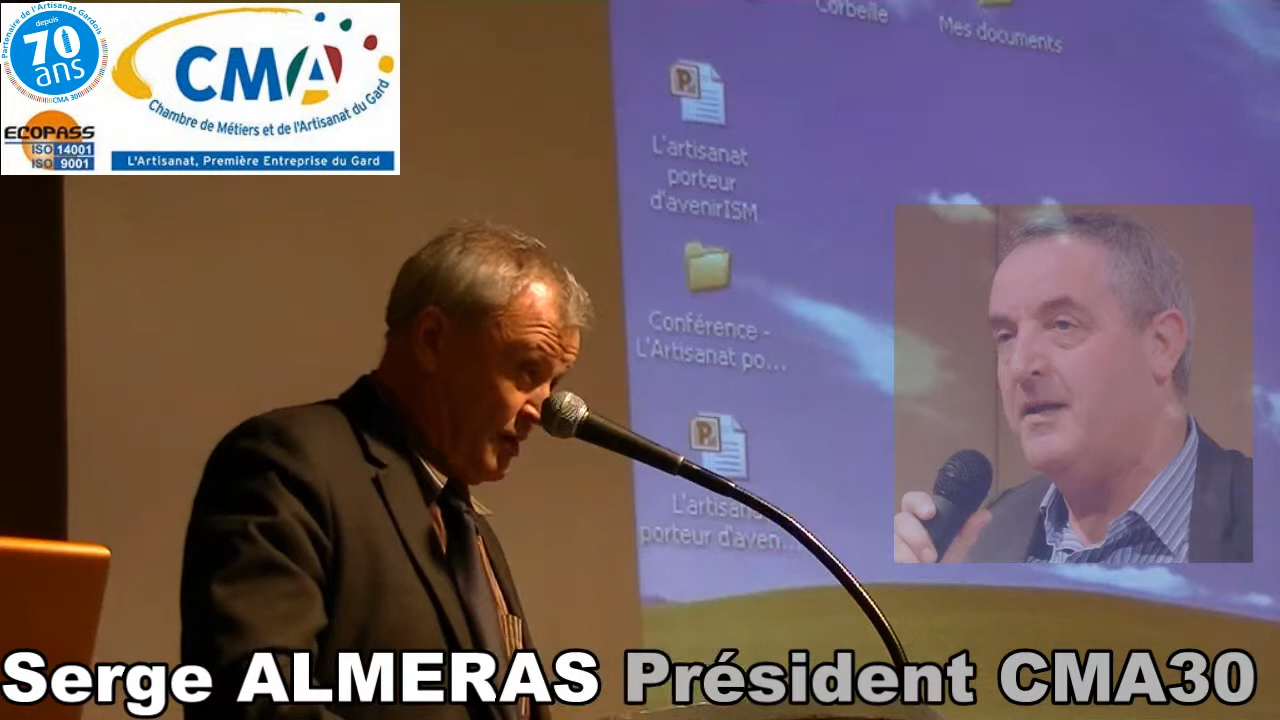 Partenaire de l'Artisanat Gardois
depuis
70
ans
CMA 30
ECOPASS
ISO 14001
ISO 9001
CMA
Chambre de Métiers et de l'Artisanat du Gard
L'Artisanat, Première Entreprise du Gard
Corbeille
Mes documents
L'artisanat
porteur
d'avenirISM
Conférence -
L'Artisanat po...
L'artisanat
porteur d'aven...
Serge ALMERAS Président CMA30